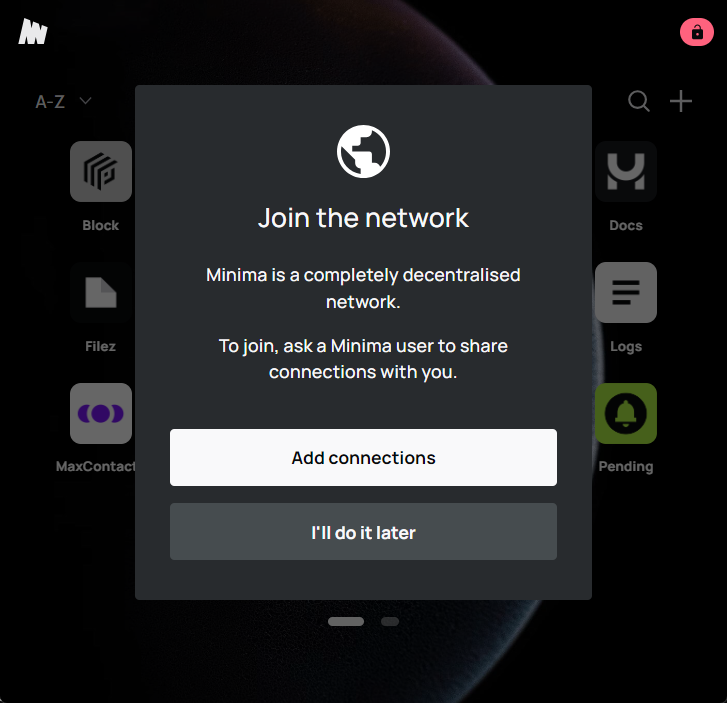 A-Z
Join the network
Minima is a completely decentralised
network.
To join, ask a Minima user to share
connections with you.
Add connections
I'll do it later
Block
Docs
Filez
Logs
MaxContact
Pending